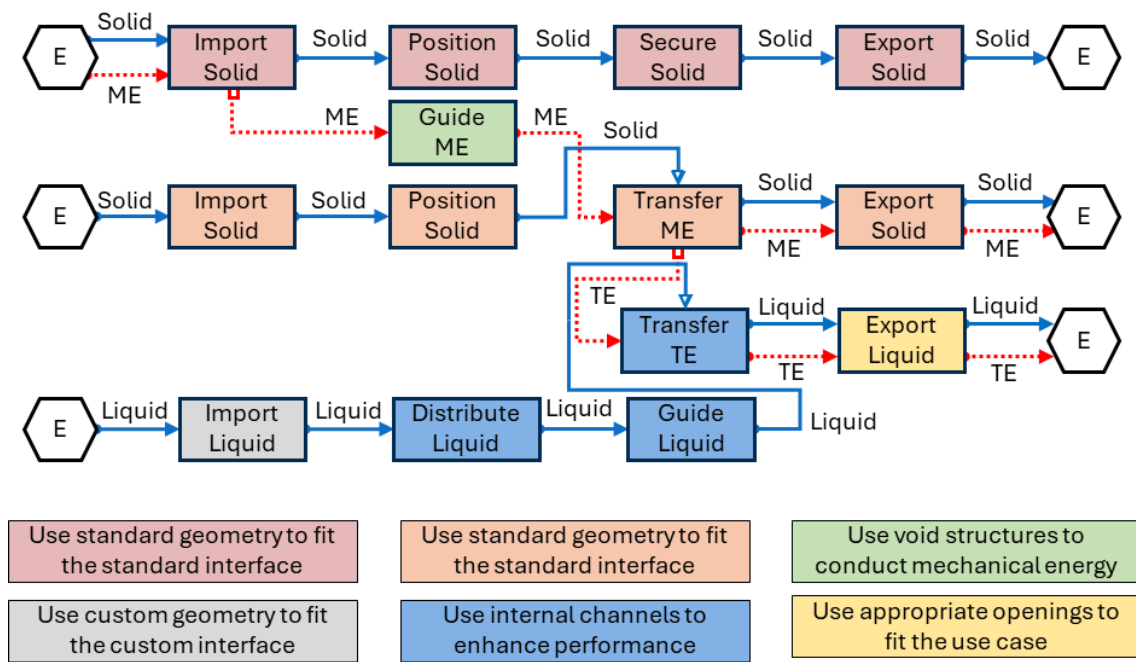 Solid
Solid
Solid
Solid
Solid
E
Import
Solid
Position
Solid
Secure
Solid
Export
Solid
E
ME
ME
Guide
ME
ME
Solid
Solid
Solid
Solid
Solid
E
Import
Solid
Position
Solid
Transfer
ME
Export
Solid
E
ME
ME
TE
Liquid
Liquid
Transfer
TE
Export
Liquid
E
TE
TE
Liquid
Liquid
Liquid
E
Import
Liquid
Distribute
Liquid
Guide
Liquid
Liquid
Use standard geometry to fit
the standard interface
Use standard geometry to fit
the standard interface
Use void structures to
conduct mechanical energy
Use custom geometry to fit
the custom interface
Use internal channels to
enhance performance
Use appropriate openings to
fit the use case